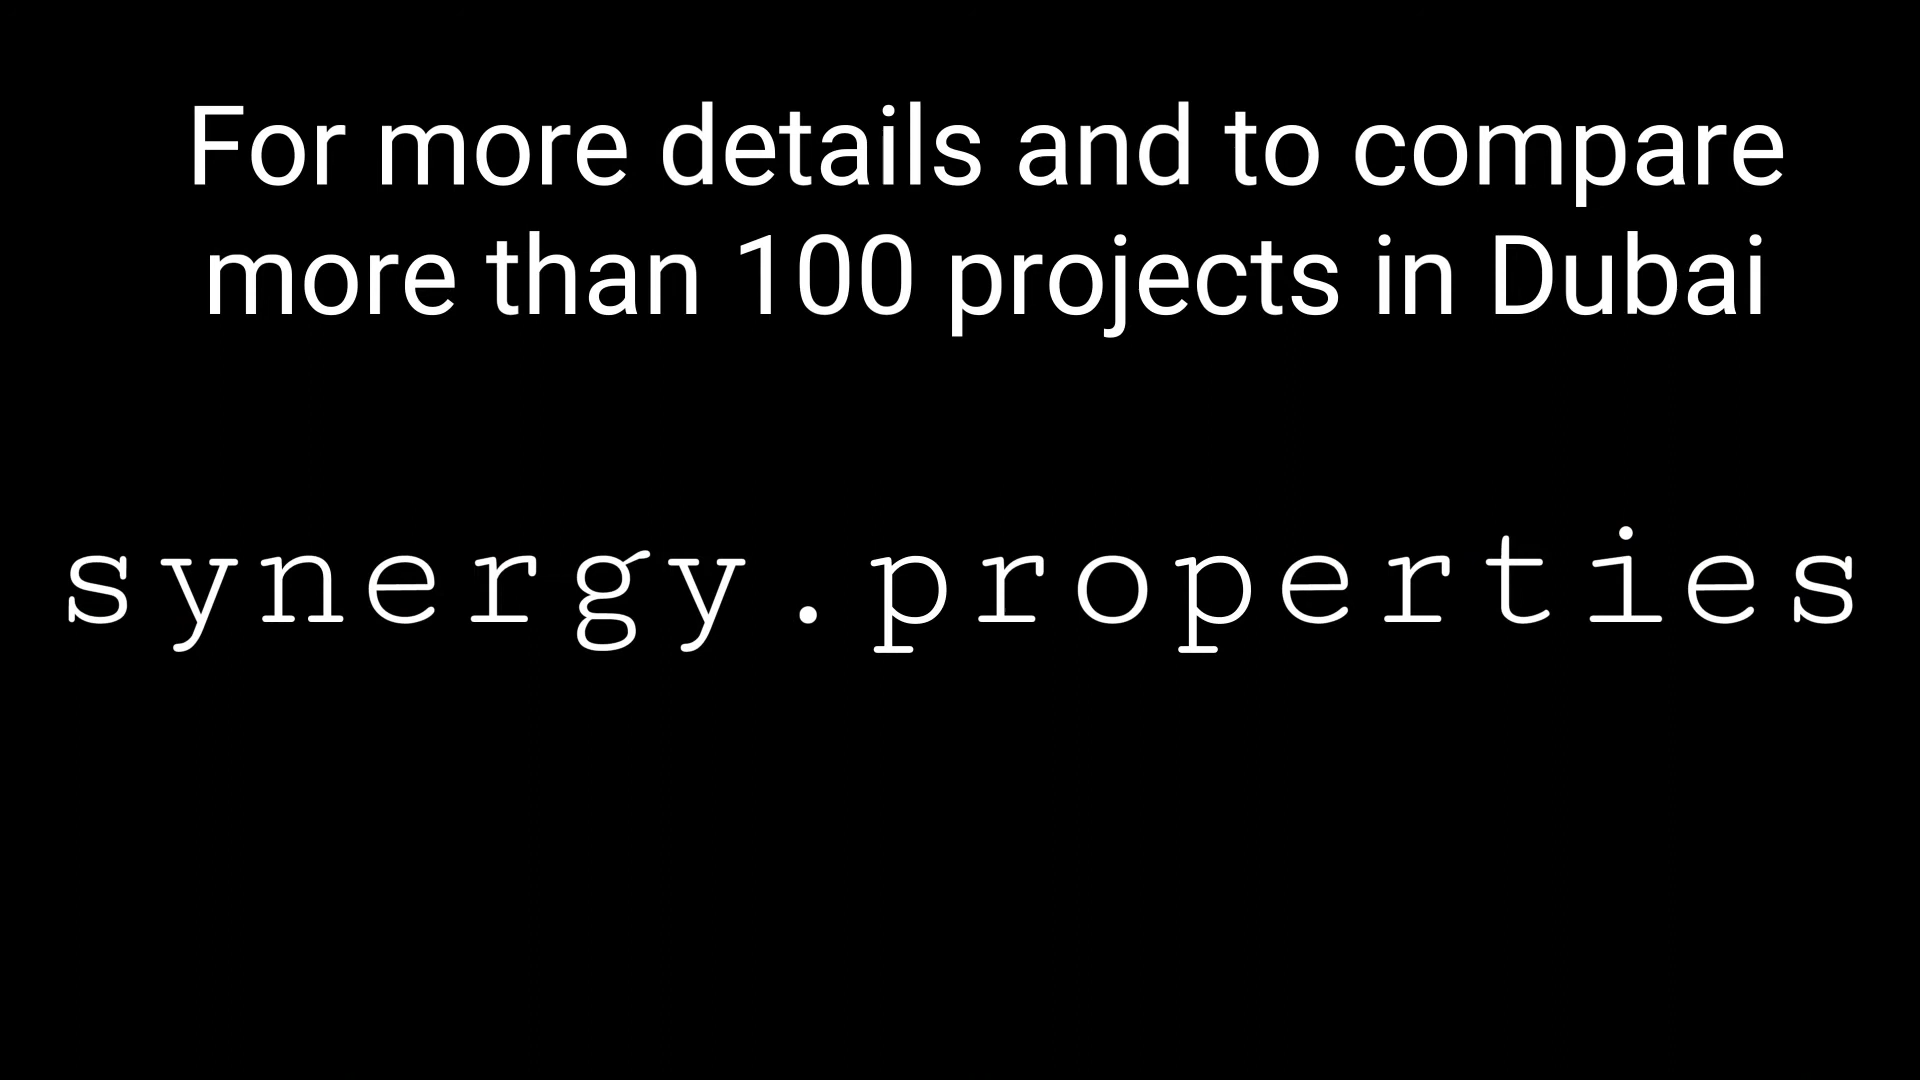 For more details and to compare
more than 100 projects in Dubai
synergy.properties